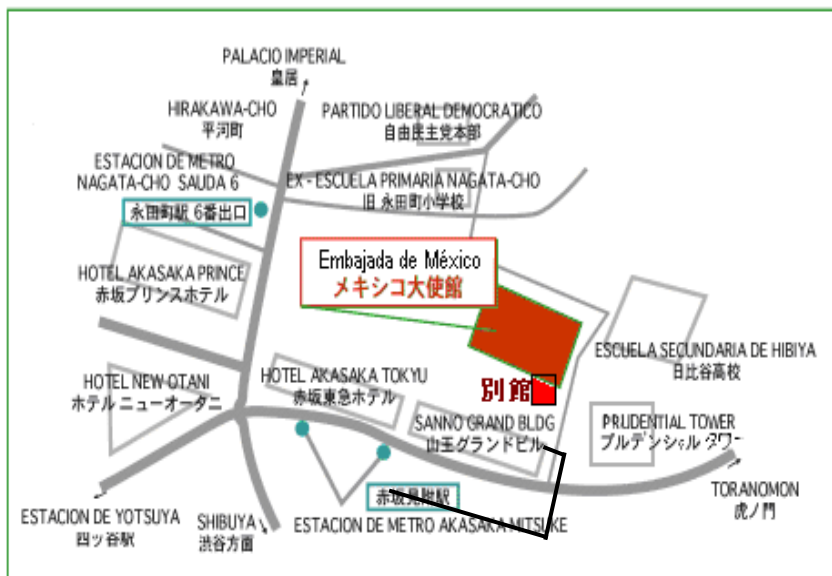 PALACIO IMPERIAL
皇居
HIRAKAWA-CHO
平河町
PARTIDO LIBERAL DEMOCRATICO
自由民主党本部
ESTACION DE METRO
NAGATA-CHO SAUDA 6
永田町駅 6番出口
EX - ESCUELA PRIMARIA NAGATA-CHO
旧 永田町小学校
Embajada de México
メキシコ大使館
HOTEL AKASAKA PRINCE
赤坂プリンスホテル
ESCUELA SECUNDARIA DE HIBIYA
日比谷高校
HOTEL NEW OTANI
ホテル ニューオータニ
HOTEL AKASAKA TOKYU
赤坂東急ホテル
別館
SANNO GRAND BLDG
山王グランドビル
PRUDENTIAL TOWER
プルデンシャル タワー
赤坂見附駅
ESTACION DE METRO AKASAKA MITSUKE
TORANOMON
虎ノ門
ESTACION DE YOTSUYA
四ッ谷駅
SHIBUYA
渋谷方面